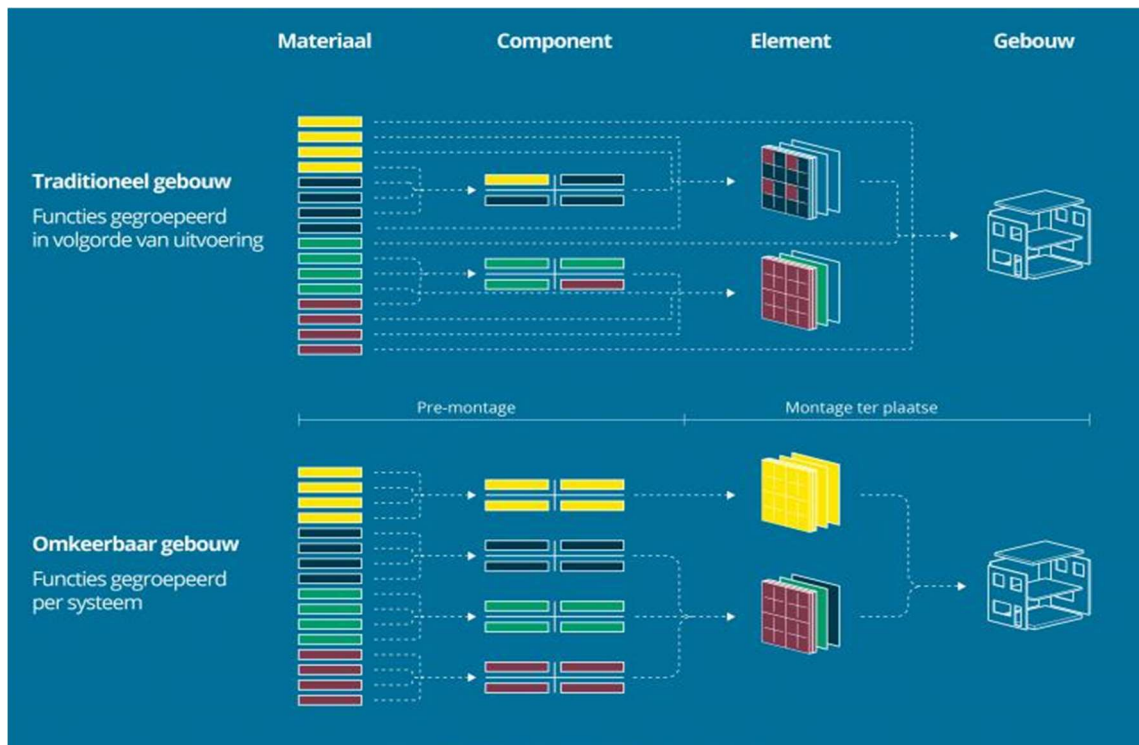 Materiaal Component Element Gebouw
Traditioneel gebouw
Functies gegroepeerd
in volgorde van uitvoering
Pre-montage Montage ter plaatse
Omkeerbaar gebouw
Functies gegroepeerd
per systeem